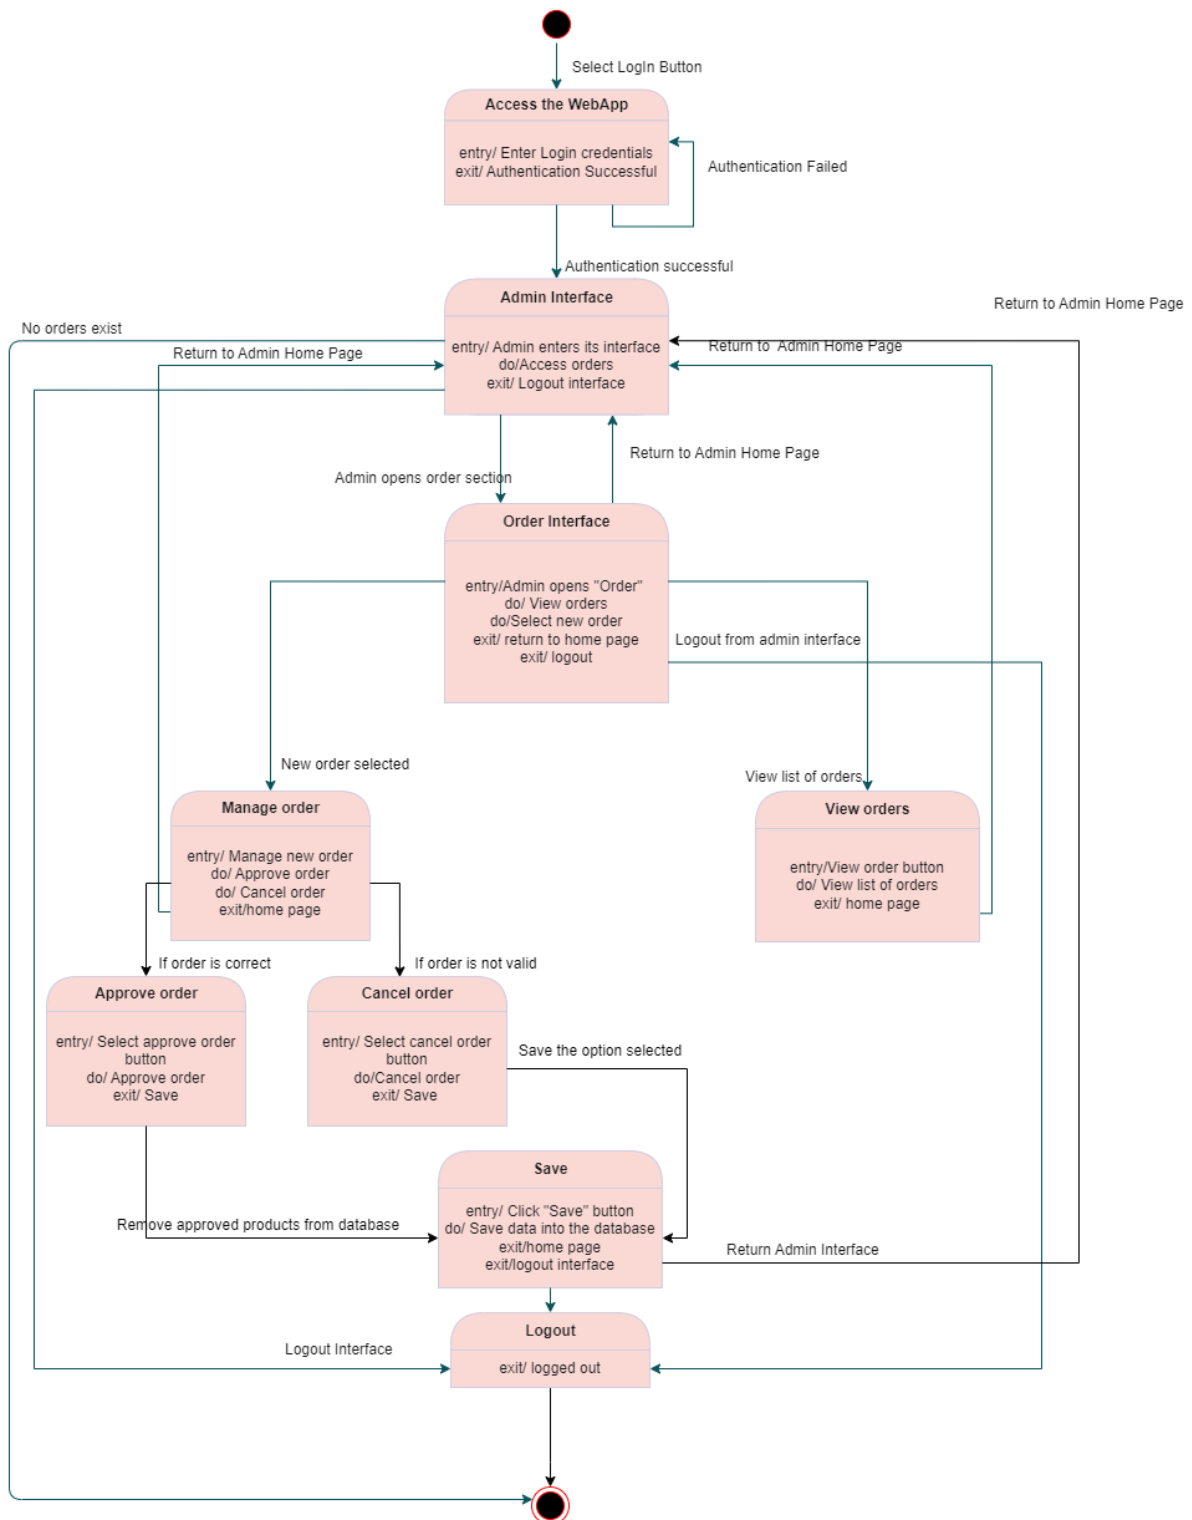 Select LogIn Button
Access the WebApp
entry/ Enter Login credentials
exit/ Authentication Successful
Authentication Failed
Authentication successful
Admin Interface
entry/ Admin enters its interface
do/Access orders
exit/ Logout interface
No orders exist
Return to Admin Home Page
Return to Admin Home Page
Return to  Admin Home Page
Admin opens order section
Return to Admin Home Page
Order Interface
entry/Admin opens "Order"
do/ View orders
do/Select new order
exit/ return to home page
exit/ logout
Logout from admin interface
New order selected
View list of orders
Manage order
entry/ Manage new order
do/ Approve order
do/ Cancel order
exit/home page
View orders
entry/View order button
do/ View list of orders
exit/ home page
If order is correct
If order is not valid
Approve order
entry/ Select approve order
button
do/ Approve order
exit/ Save
Cancel order
entry/ Select cancel order
button
do/Cancel order
exit/ Save
Save the option selected
Save
entry/ Click "Save" button
do/ Save data into the database
exit/home page
exit/logout interface
Remove approved products from database
Return Admin Interface
Logout
exit/ logged out
Logout Interface